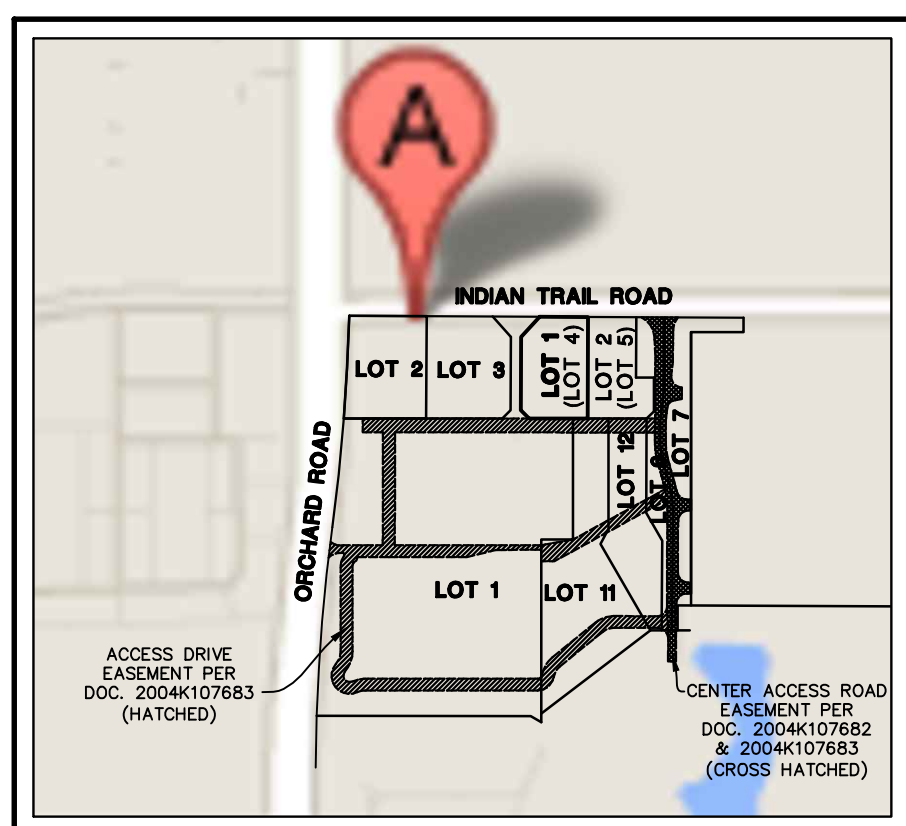 A
INDIAN TRAIL ROAD
LOT 2
LOT 3
LOT 1
(LOT 4)
LOT 2
(LOT 5)
LOT 7
LOT 12
LOT
ORCHARD ROAD
LOT 1
LOT 11
ACCESS DRIVE
EASEMENT PER
DOC. 2004K107683
(HATCHED)
CENTER ACCESS ROAD
EASEMENT PER
DOC. 2004K107682
& 2004K107683
(CROSS HATCHED)